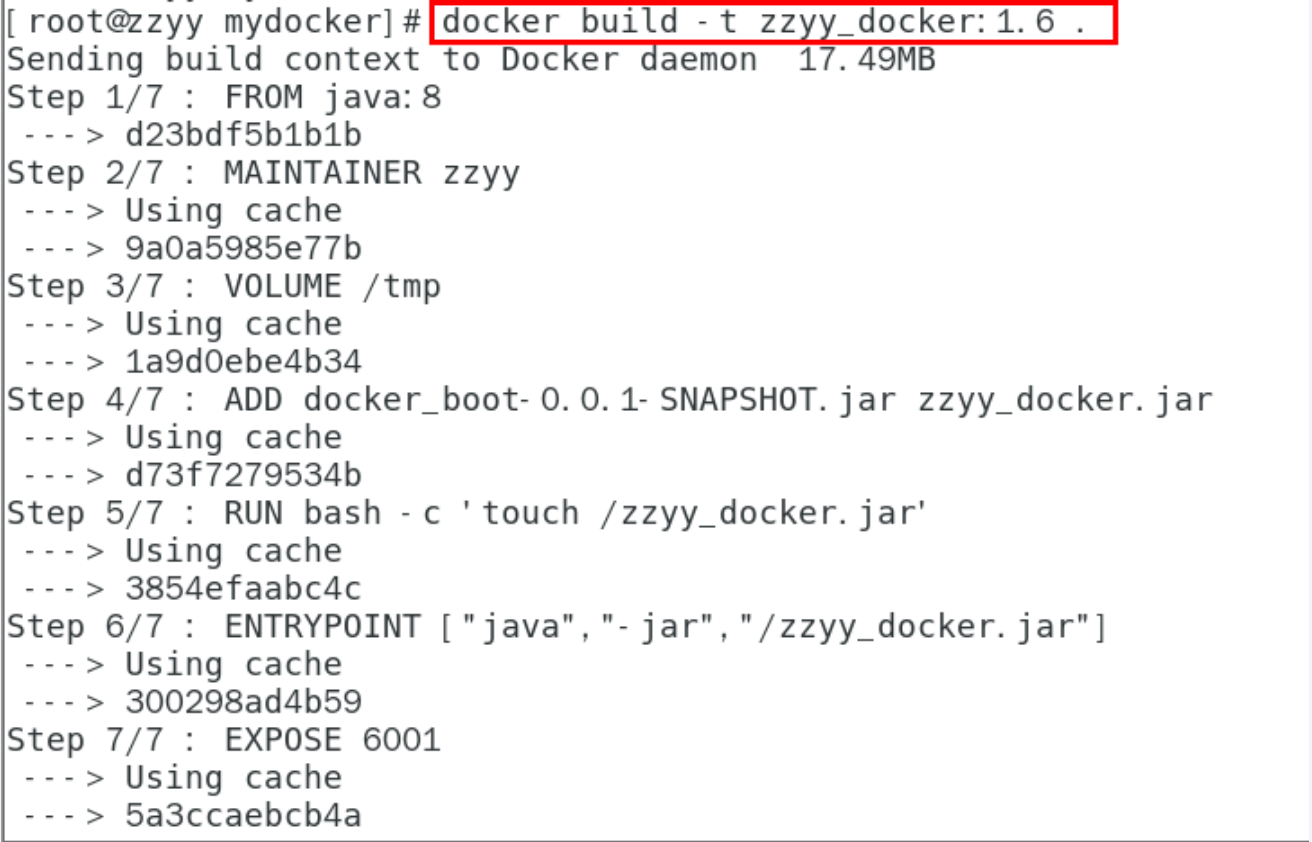 [root@zzyy mydocker]# docker build -t zzyy_docker:1.6 .
Sending build context to Docker daemon  17.49MB
Step 1/7 : FROM java:8
 ---> d23bdf5b1b1b
Step 2/7 : MAINTAINER zzyy
 ---> Using cache
 ---> 9a0a5985e77b
Step 3/7 : VOLUME /tmp
 ---> Using cache
 ---> 1a9d0ebe4b34
Step 4/7 : ADD docker_boot-0.0.1-SNAPSHOT.jar zzyy_docker.jar
 ---> Using cache
 ---> d73f7279534b
Step 5/7 : RUN bash -c 'touch /zzyy_docker.jar'
 ---> Using cache
 ---> 3854efaabc4c
Step 6/7 : ENTRYPOINT ["java","-jar","/zzyy_docker.jar"]
 ---> Using cache
 ---> 300298ad4b59
Step 7/7 : EXPOSE 6001
 ---> Using cache
 ---> 5a3ccaebcb4a